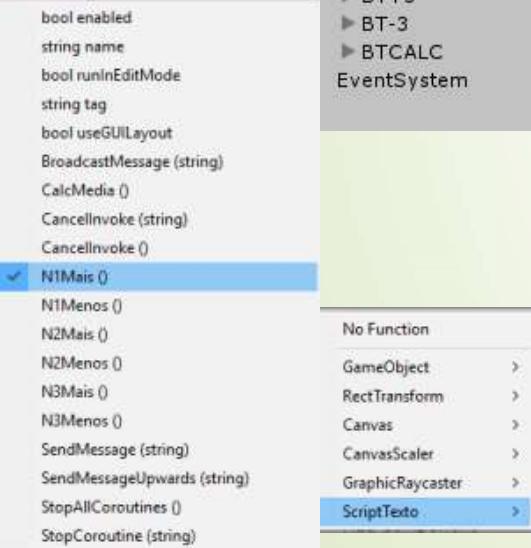 bool enabled
string name
bool runInEditMode
string tag
bool useGUILayout
BroadcastMessage (string)
CalcMedia ()
CancelInvoke (string)
CancelInvoke ()
N1Mais ()
N1Menos ()
N2Mais ()
N2Menos ()
N3Mais ()
N3Menos ()
SendMessage (string)
SendMessageUpwards (string)
StopAllCoroutines ()
StopCoroutine (string)
BT-3
BTCALC
EventSystem
No Function
GameObject
RectTransform
Canvas
CanvasScaler
GraphicRaycaster
ScriptTexto